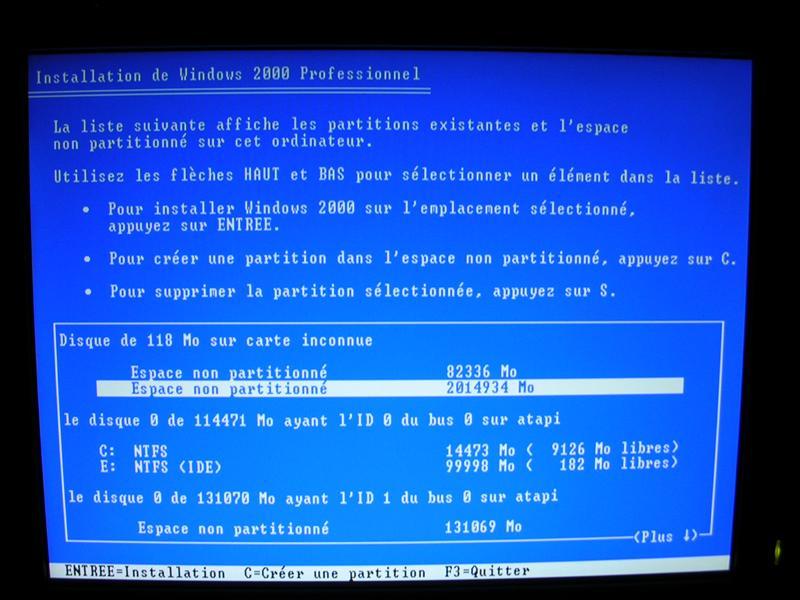 Installation de Windows 2000 Professionnel
La liste suivante affiche les partitions existantes et l'espace
non partitionné sur cet ordinateur.
Utilisez les flèches HAUT et BAS pour sélectionner un élément dans la liste.
• Pour installer Windows 2000 sur l'emplacement sélectionné,
appuyez sur ENTREE.
• Pour créer une partition dans l'espace non partitionné, appuyez sur C.
• Pour supprimer la partition sélectionnée, appuyez sur S.
Disque de 118 Mo sur carte inconnue
Espace non partitionné 82336 Mo
Espace non partitionné 2014934 Mo
le disque 0 de 114471 Mo ayant l'ID 0 du bus 0 sur atapi
C: NTFS 14473 Mo ( 9126 Mo libres)
E: NTFS (IDE) 99998 Mo ( 182 Mo libres)
le disque 0 de 131070 Mo ayant l'ID 1 du bus 0 sur atapi
Espace non partitionné 131069 Mo
(Plus ↓)
ENTREE=Installation C=Créer une partition F3=Quitter